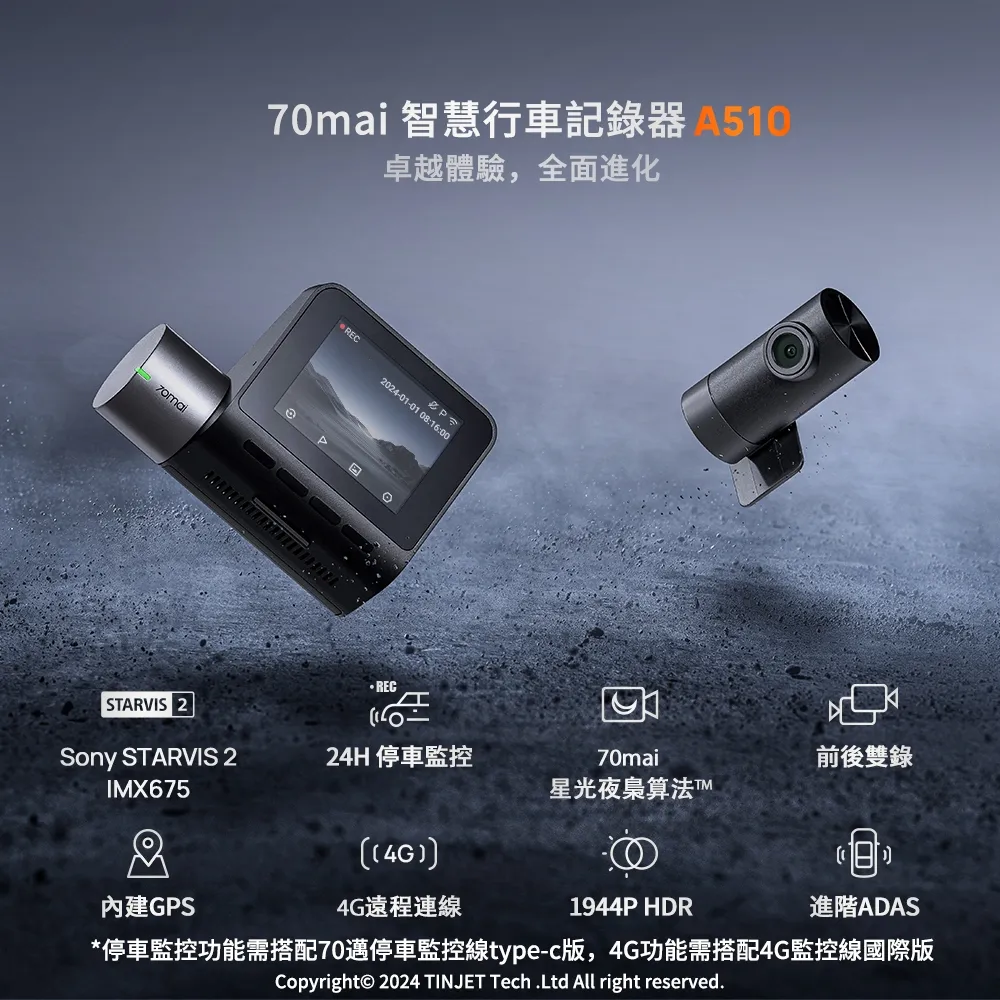 70mai 智慧行車記錄器 A510
卓越體驗，全面進化
70mai
REC
P
2024-01-01 08:16:00
STARVIS 2
Sony STARVIS 2
IMX675
•REC
24H 停車監控
70mai
星光夜梟算法™
前後雙錄
內建GPS
4G
4G遠程連線
1944P HDR
進階ADAS
*停車監控功能需搭配70邁停車監控線type-c版，4G功能需搭配4G監控線國際版
Copyright© 2024 TINJET Tech .Ltd All right reserved.